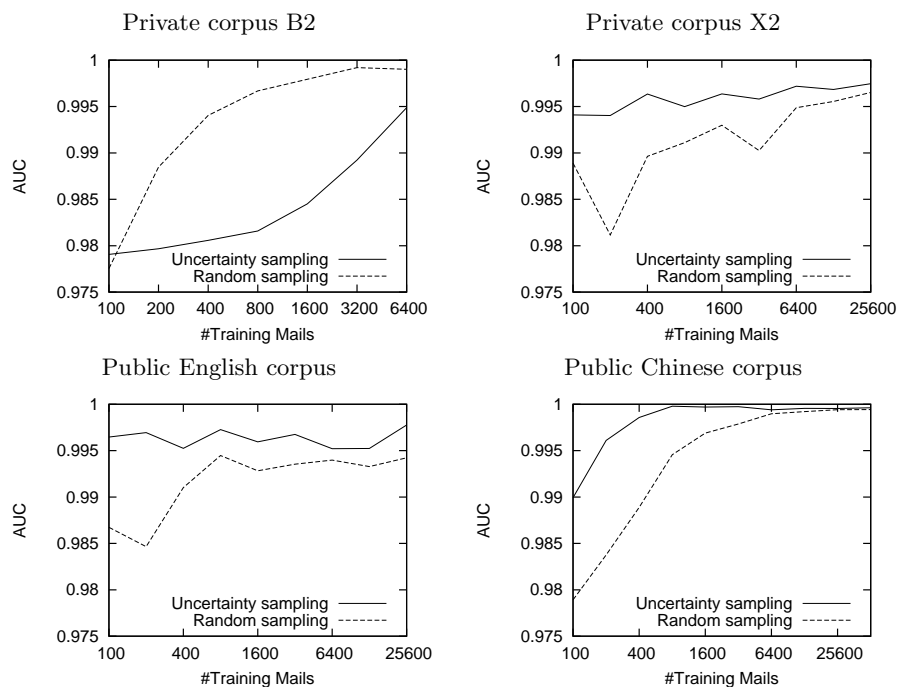 Private corpus B2
1
0.995
0.99
0.985
0.98
0.975
AUC
Uncertainty sampling
Random sampling
100 200 400 800 1600 3200 6400
#Training Mails
Private corpus X2
1
0.995
0.99
0.985
0.98
0.975
AUC
Uncertainty sampling
Random sampling
100 400 1600 6400 25600
#Training Mails
Public English corpus
1
0.995
0.99
0.985
0.98
0.975
AUC
Uncertainty sampling
Random sampling
100 400 1600 6400 25600
#Training Mails
Public Chinese corpus
1
0.995
0.99
0.985
0.98
0.975
AUC
Uncertainty sampling
Random sampling
100 400 1600 6400 25600
#Training Mails